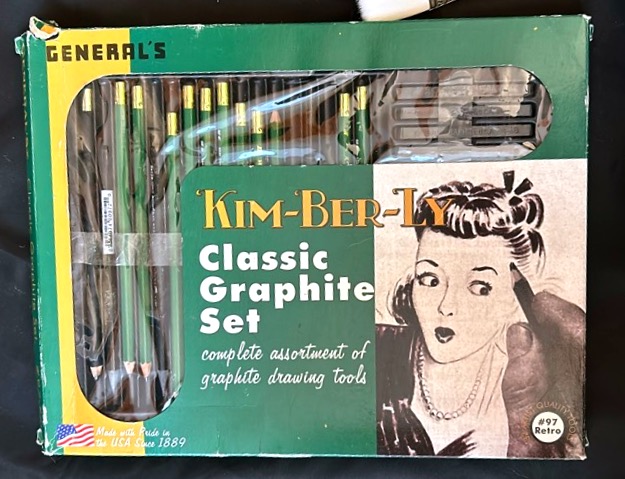 GENERAL'S
KIM-BER-LY
Classic
Graphite
Set
complete assortment of
graphite drawing tools
Made with Pride in
the USA Since 1889
#97
Retro